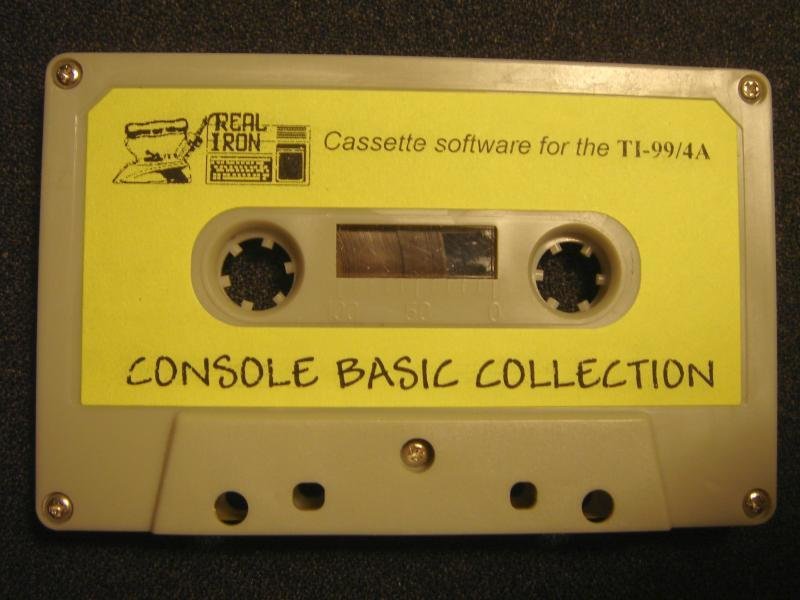 REAL
IRON
Cassette software for the TI-99/4A
100 50 0
CONSOLE BASIC COLLECTION